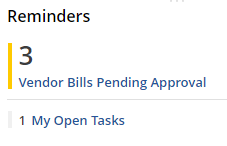 Reminders
3
Vendor Bills Pending Approval
1 My Open Tasks